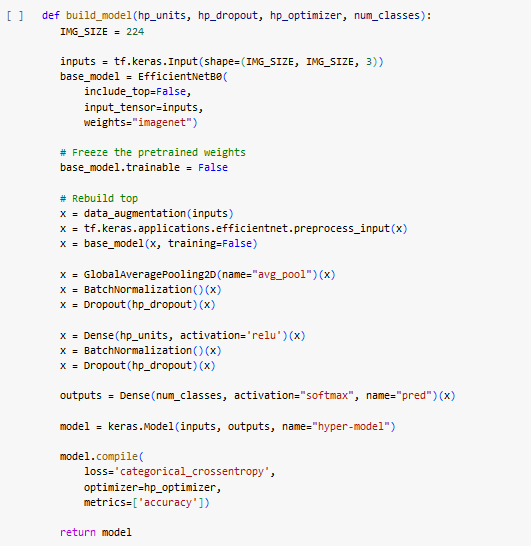 [ ] def build_model(hp_units, hp_dropout, hp_optimizer, num_classes):
IMG_SIZE = 224
inputs = tf.keras.Input(shape=(IMG_SIZE, IMG_SIZE, 3))
base_model = EfficientNetB0(
include_top=False,
input_tensor=inputs,
weights="imagenet")
# Freeze the pretrained weights
base_model.trainable = False
# Rebuild top
x = data_augmentation(inputs)
x = tf.keras.applications.efficientnet.preprocess_input(x)
x = base_model(x, training=False)
x = GlobalAveragePooling2D(name="avg_pool")(x)
x = BatchNormalization()(x)
x = Dropout(hp_dropout)(x)
x = Dense(hp_units, activation='relu')(x)
x = BatchNormalization()(x)
x = Dropout(hp_dropout)(x)
outputs = Dense(num_classes, activation="softmax", name="pred")(x)
model = keras.Model(inputs, outputs, name="hyper-model")
model.compile(
loss='categorical_crossentropy',
optimizer=hp_optimizer,
metrics=['accuracy'])
return model